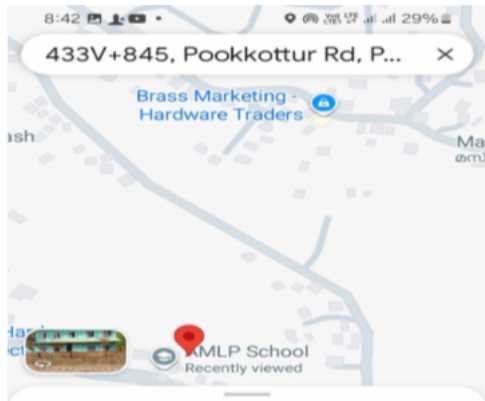 8:42
29%
433V+845, Pookkottur Rd, P...
Brass Marketing -
Hardware Traders
ash
Ma
AMLP School
Recently viewed